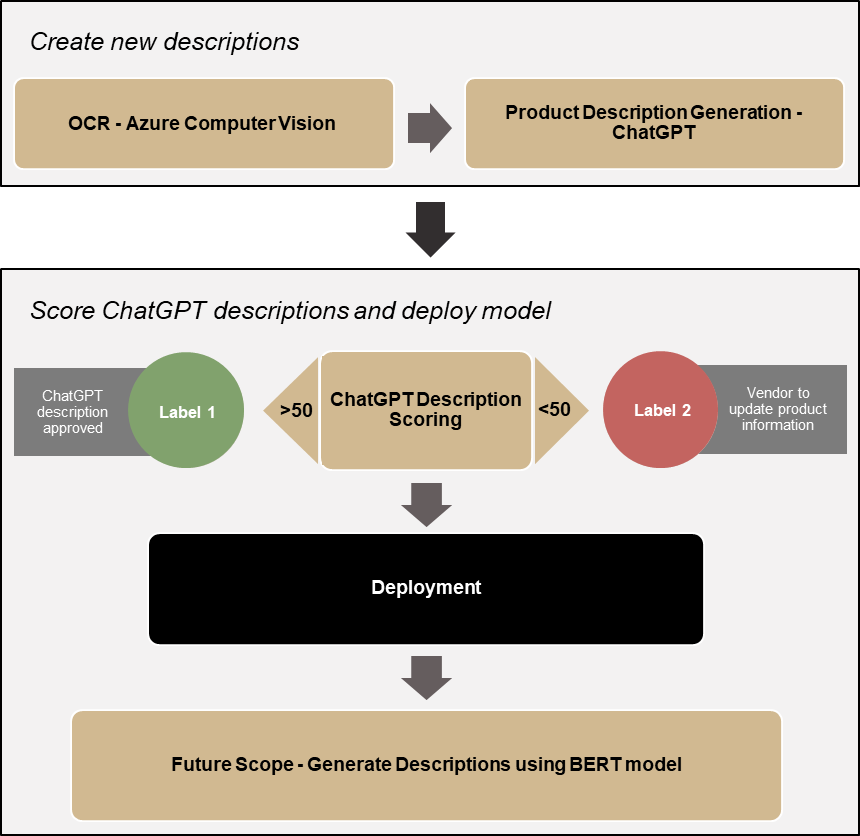 Create new descriptions
OCR - Azure Computer Vision
Product Description Generation -
ChatGPT
Score ChatGPT descriptions and deploy model
ChatGPT
description
approved
Label 1
>50
ChatGPT Description
Scoring
<50
Label 2
Vendor to
update product
information
Deployment
Future Scope - Generate Descriptions using BERT model